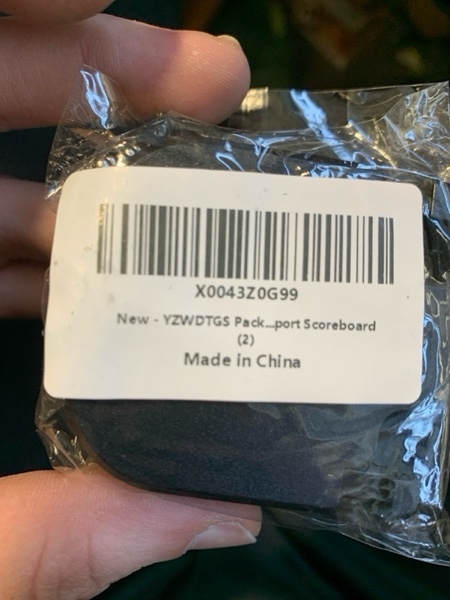 X0043Z0G99
New - YZWDTGS Pack...port Scoreboard
(2)
Made in China